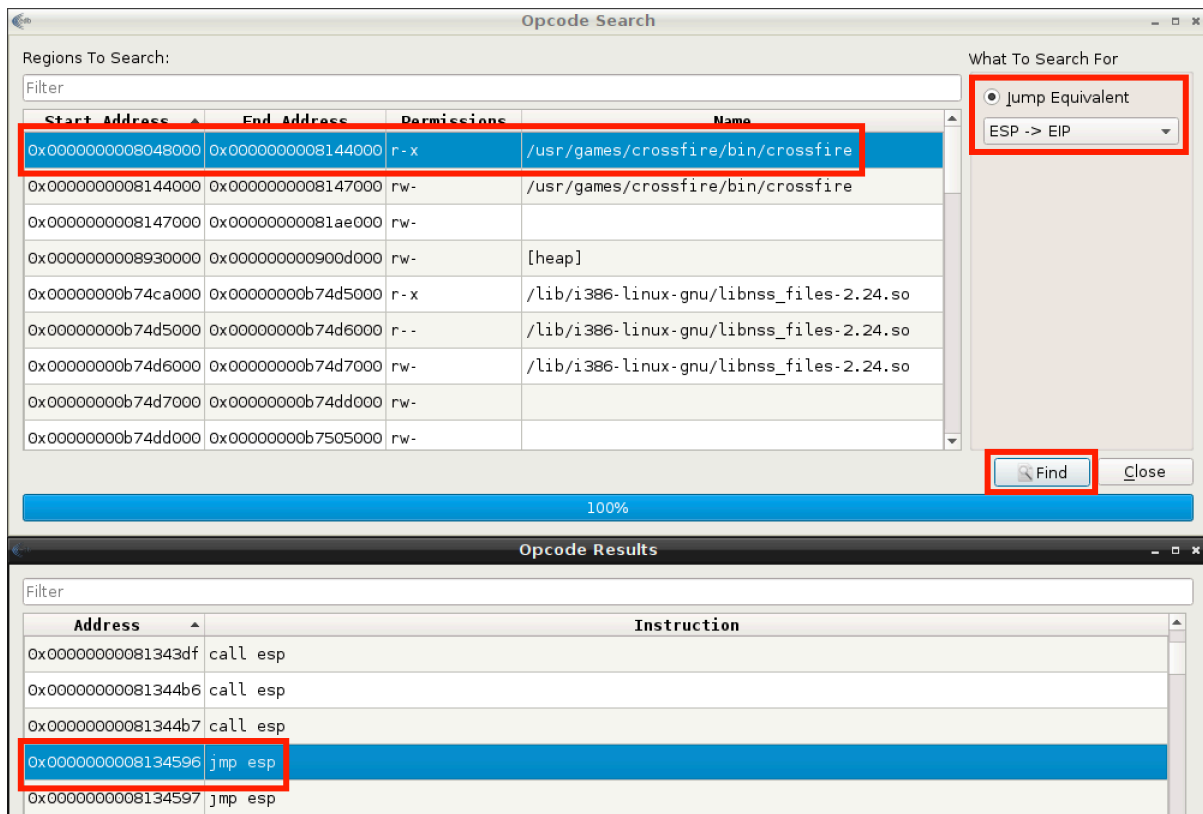 Opcode Search
Regions To Search:
What To Search For
Filter
Jump Equivalent
ESP -> EIP
Start Address End Address Permissions Name
0x0000000008048000 0x0000000008144000 r-x /usr/games/crossfire/bin/crossfire
0x0000000008144000 0x0000000008147000 rw- /usr/games/crossfire/bin/crossfire
0x0000000008147000 0x00000000081ae000 rw-
0x0000000008930000 0x000000000900d000 rw- [heap]
0x00000000b74ca000 0x00000000b74d5000 r-x /lib/i386-linux-gnu/libnss_files-2.24.so
0x00000000b74d5000 0x00000000b74d6000 r-- /lib/i386-linux-gnu/libnss_files-2.24.so
0x00000000b74d6000 0x00000000b74d7000 rw- /lib/i386-linux-gnu/libnss_files-2.24.so
0x00000000b74d7000 0x00000000b74dd000 rw-
0x00000000b74dd000 0x00000000b7505000 rw-
Find Close
100%
Opcode Results
Filter
Address Instruction
0x00000000081343df call esp
0x00000000081344b6 call esp
0x00000000081344b7 call esp
0x0000000008134596 jmp esp
0x0000000008134597 jmp esp